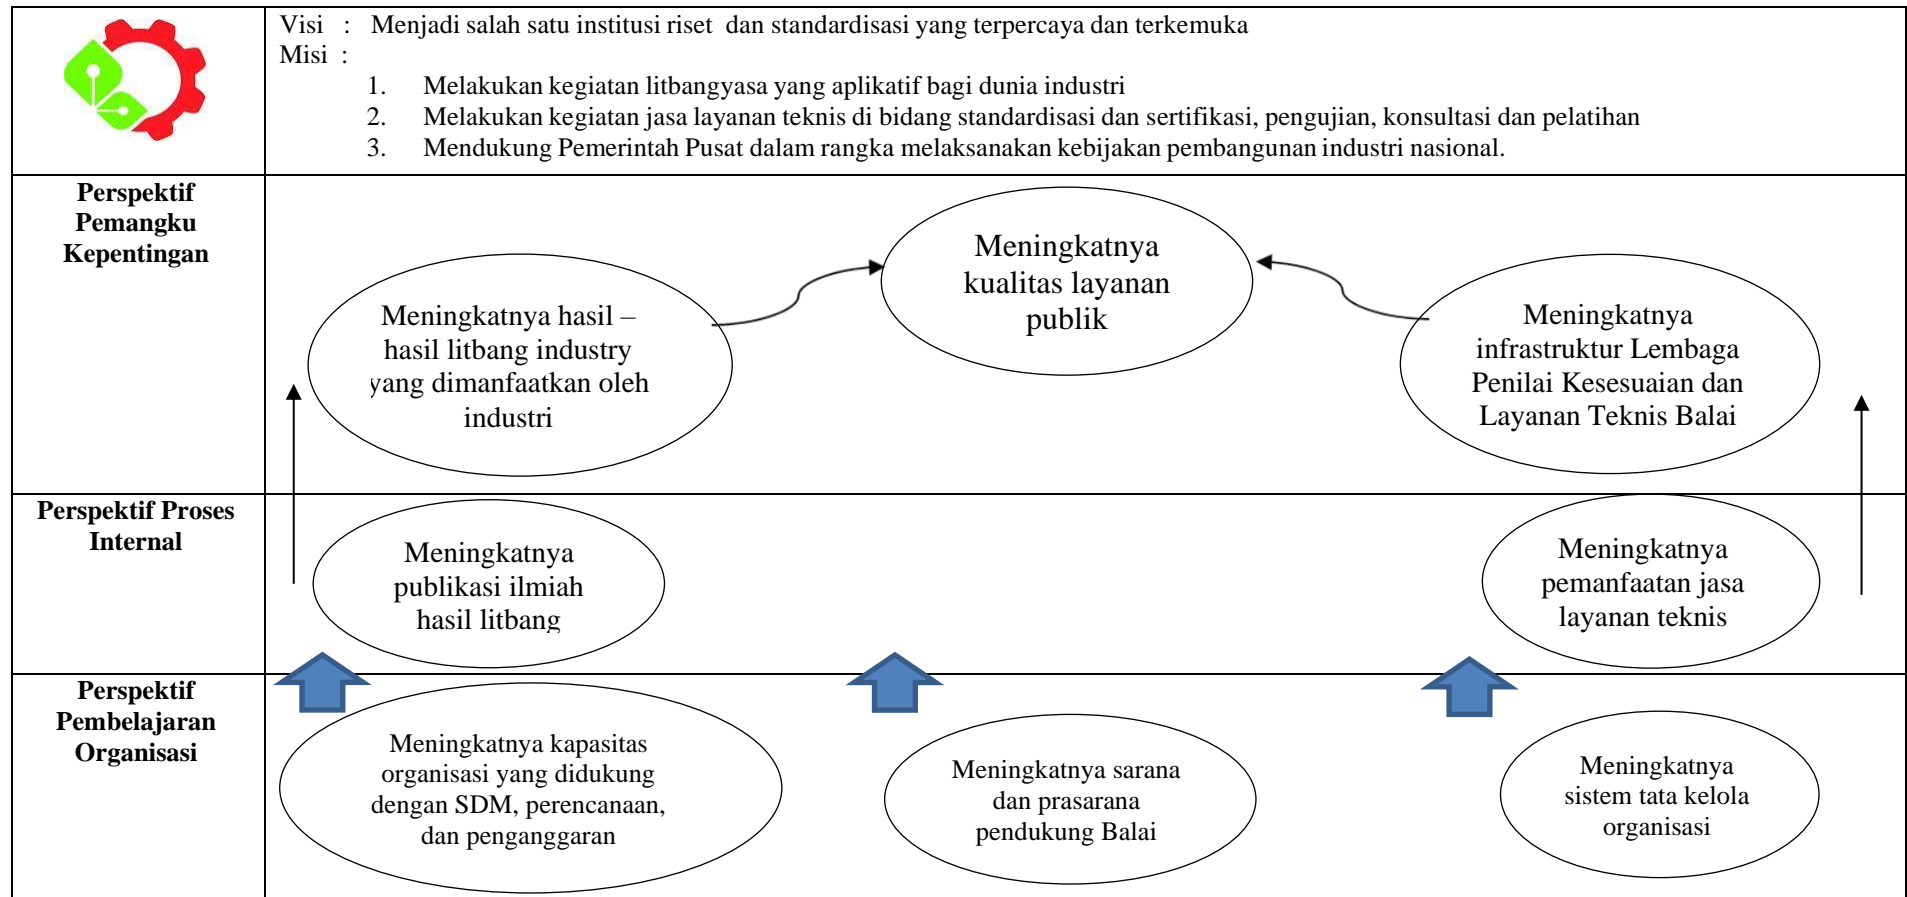 Visi : Menjadi salah satu institusi riset dan standardisasi yang terpercaya dan terkemuka
Misi :
1. Melakukan kegiatan litbangyasa yang aplikatif bagi dunia industri
2. Melakukan kegiatan jasa layanan teknis di bidang standardisasi dan sertifikasi, pengujian, konsultasi dan pelatihan
3. Mendukung Pemerintah Pusat dalam rangka melaksanakan kebijakan pembangunan industri nasional.
Perspektif
Pemangku
Kepentingan
Meningkatnya hasil –
hasil litbang industry
yang dimanfaatkan oleh
industri
Meningkatnya
kualitas layanan
publik
Meningkatnya
infrastruktur Lembaga
Penilai Kesesuaian dan
Layanan Teknis Balai
Perspektif Proses
Internal
Meningkatnya
publikasi ilmiah
hasil litbang
Meningkatnya
pemanfaatan jasa
layanan teknis
Perspektif
Pembelajaran
Organisasi
Meningkatnya kapasitas
organisasi yang didukung
dengan SDM, perencanaan,
dan penganggaran
Meningkatnya sarana
dan prasarana
pendukung Balai
Meningkatnya
sistem tata kelola
organisasi